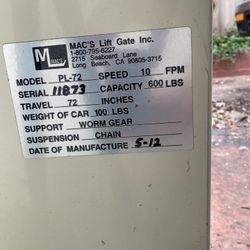 M
MAC'S
MAC'S Lift Gate Inc.
1-800-795-6227
2715 Seaboard Lane
Long Beach, CA 90805-3715
MODEL PL-72 SPEED 10 FPM
SERIAL 11873 CAPACITY 600 LBS
TRAVEL 72 INCHES
WEIGHT OF CAR 100 LBS
SUPPORT WORM GEAR
SUSPENSION CHAIN
DATE OF MANUFACTURE 5-12